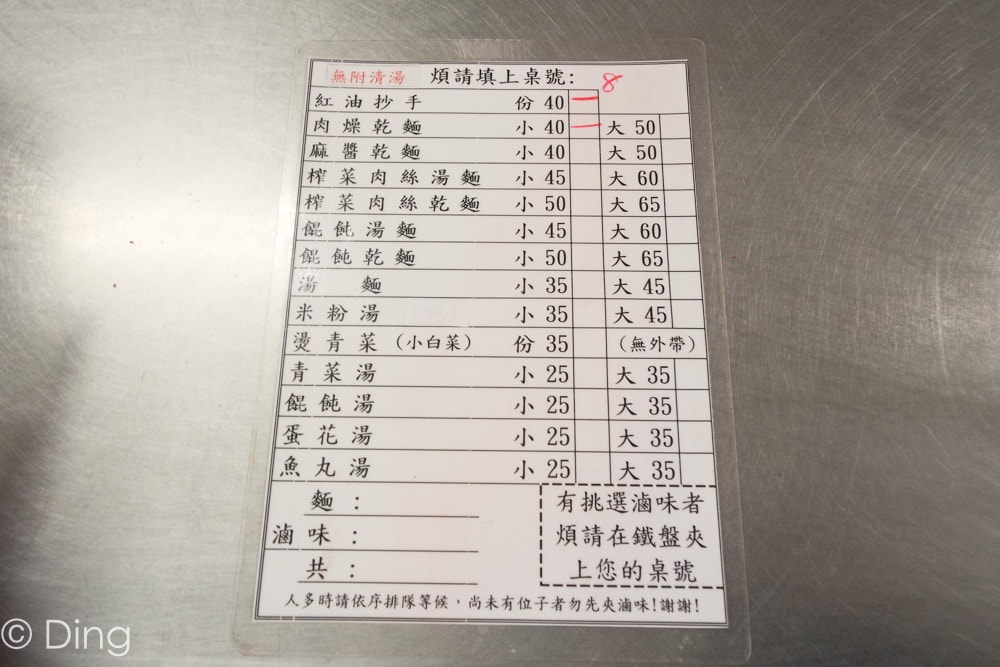 無附清湯 煩請填上桌號: 8
紅油抄手 份 40 一
肉燥乾麵 小 40 一 大 50
麻醬乾麵 小 40 大 50
榨菜肉絲湯麵 小 45 大 60
榨菜肉絲乾麵 小 50 大 65
餛飩湯麵 小 45 大 60
餛飩乾麵 小 50 大 65
湯 麵 小 35 大 45
米粉湯 小 35 大 45
燙青菜(小白菜) 份 35 (無外帶)
青菜湯 小 25 大 35
餛飩湯 小 25 大 35
蛋花湯 小 25 大 35
魚丸湯 小 25 大 35
麵:
滷味:
共:
有挑選滷味者
煩請在鐵盤夾
上您的桌號
人多時請依序排隊等候,尚未有位子者勿先夾滷味!謝謝!
© Ding